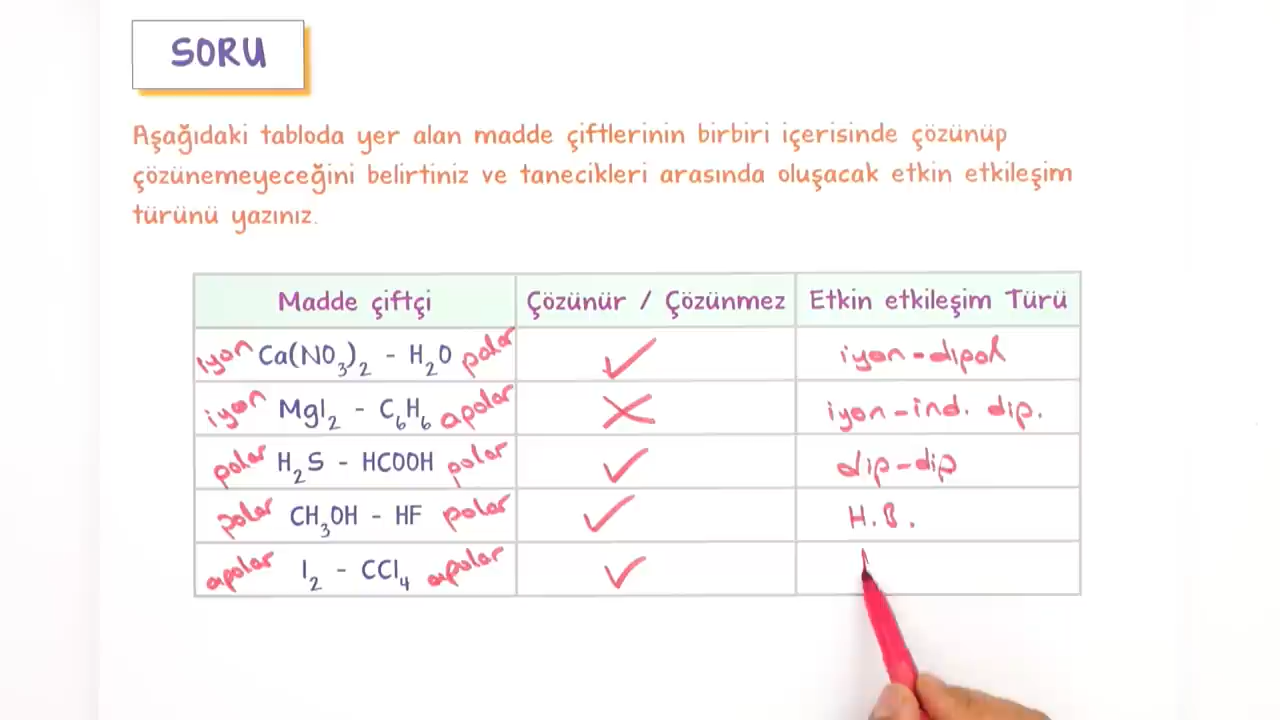 SORU
Aşağıdaki tabloda yer alan madde çiftlerinin birbiri içerisinde çözünüp
çözünemeyeceğini belirtiniz ve tanecikleri arasında oluşacak etkin etkileşim
türünü yazınız.
Madde çiftçi Çözünür / Çözünmez Etkin etkileşim Türü
iyon Ca(NO₃)₂ - H₂O polar ✓ iyon-dipol
iyon MgI₂ - C₆H₆ apolar ✗ iyon-ind. dip.
polar H₂S - HCOOH polar ✓ dip-dip
polar CH₃OH - HF polar ✓ H.B.
apolar I₂ - CCl₄ apolar ✓